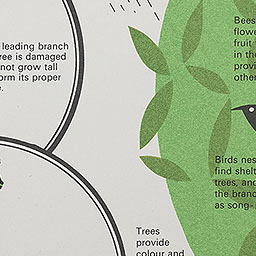 leading branch
ree is damaged
not grow tall
orm its proper
Bees
flowe
fruit
in the
provi
other
Birds nes
find shelt
trees, and
the branc
as song-
Trees
provide
colour and